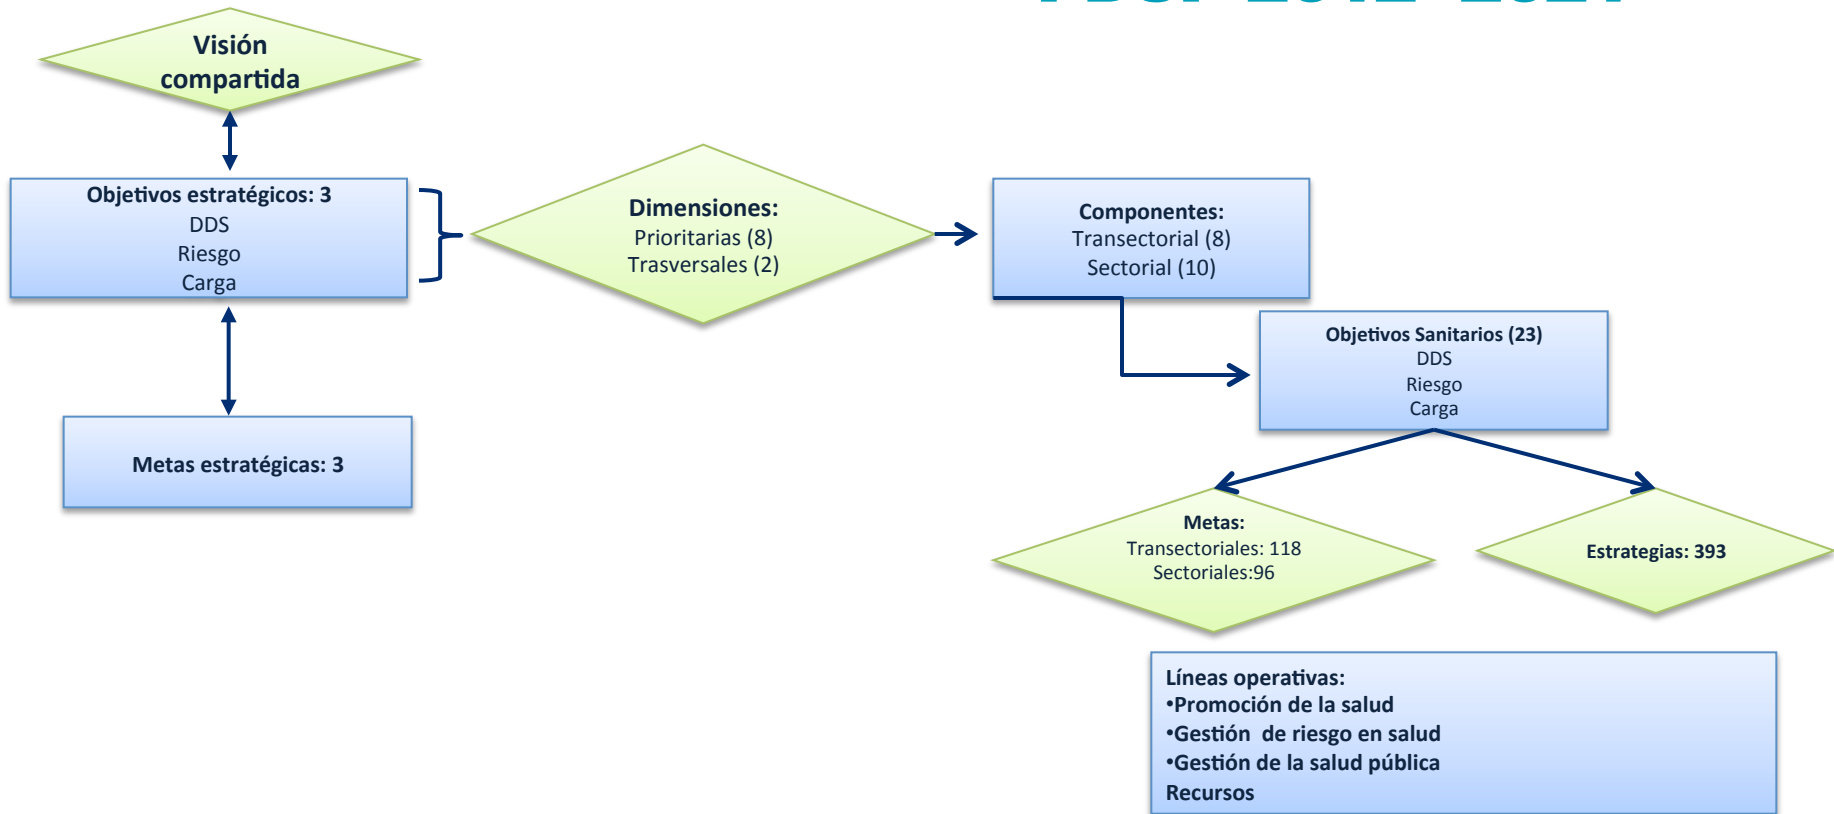 Visión
compartida
Objetivos estratégicos: 3
DDS
Riesgo
Carga
Metas estratégicas: 3
Dimensiones:
Prioritarias (8)
Trasversales (2)
Componentes:
Transectorial (8)
Sectorial (10)
Objetivos Sanitarios (23)
DDS
Riesgo
Carga
Metas:
Transectoriales: 118
Sectoriales:96
Estrategias: 393
Líneas operativas:
•Promoción de la salud
•Gestión de riesgo en salud
•Gestión de la salud pública
Recursos